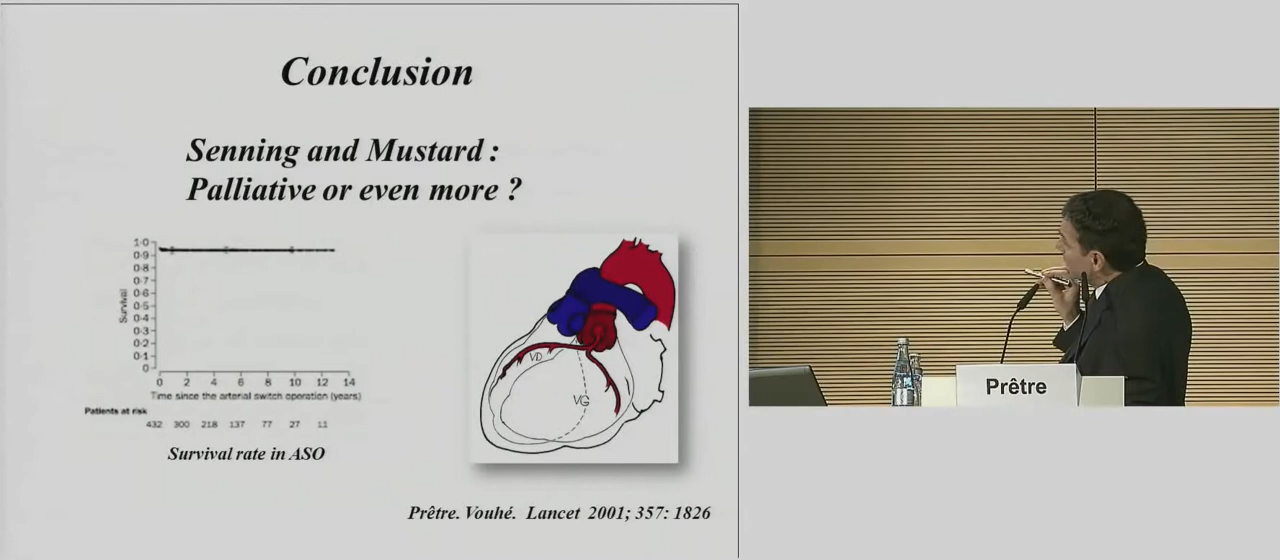 Conclusion
Senning and Mustard :
Palliative or even more ?
1·0
0·9
0·8
0·7
0·6
0·5
0·4
0·3
0·2
0·1
0
Survival
0 2 4 6 8 10 12 14
Time since the arterial switch operation (years)
Patients at risk
432 300 218 137 77 27 11
Survival rate in ASO
VD
VG
Prêtre. Vouhé. Lancet 2001; 357: 1826
Prêtre